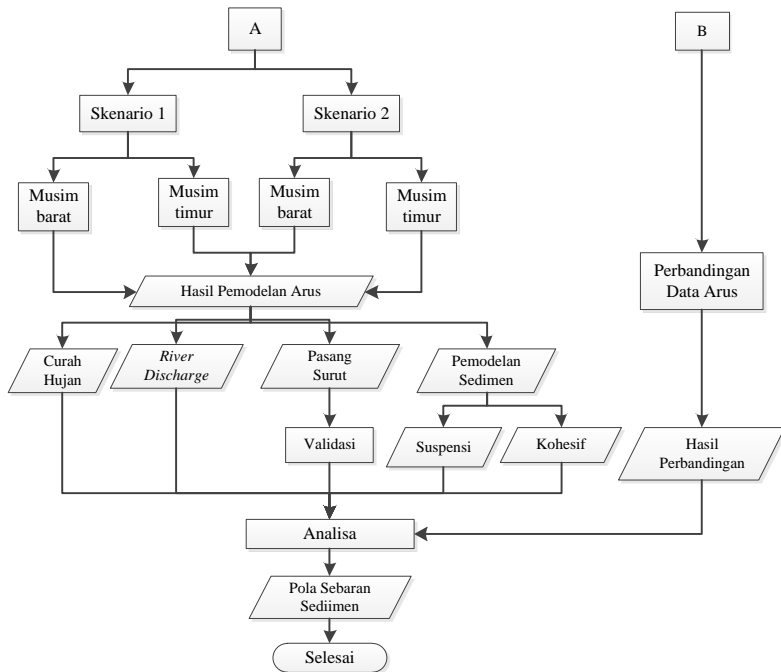 A
B
Skenario 1
Skenario 2
Musim
barat
Musim
timur
Musim
barat
Musim
timur
Hasil Pemodelan Arus
Perbandingan
Data Arus
Curah
Hujan
River
Discharge
Pasang
Surut
Pemodelan
Sedimen
Validasi
Suspensi
Kohesif
Hasil
Perbandingan
Analisa
Pola Sebaran
Sediimen
Selesai